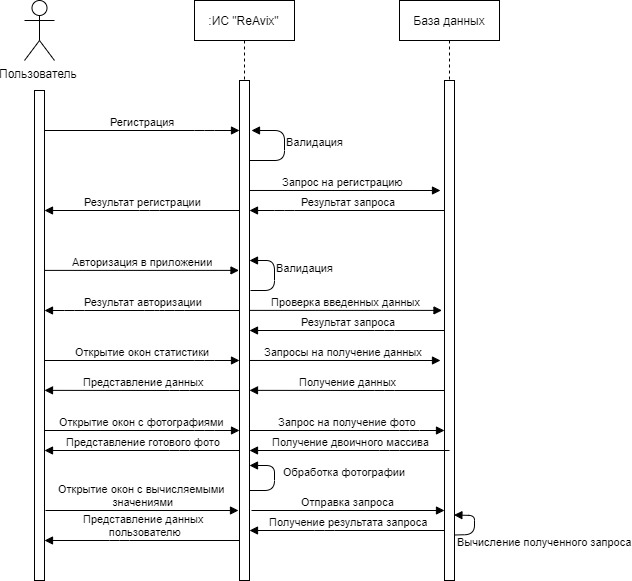 :ИС "ReAvix"
База данных
Пользователь
Регистрация
Валидация
Запрос на регистрацию
Результат регистрации
Результат запроса
Авторизация в приложении
Валидация
Результат авторизации
Проверка введенных данных
Результат запроса
Открытие окон статистики
Запросы на получение данных
Представление данных
Получение данных
Открытие окон с фотографиями
Запрос на получение фото
Представление готового фото
Получение двоичного массива
Обработка фотографии
Открытие окон с вычисляемыми
значениями
Отправка запроса
Представление данных
пользователю
Получение результата запроса
Вычисление полученного запроса